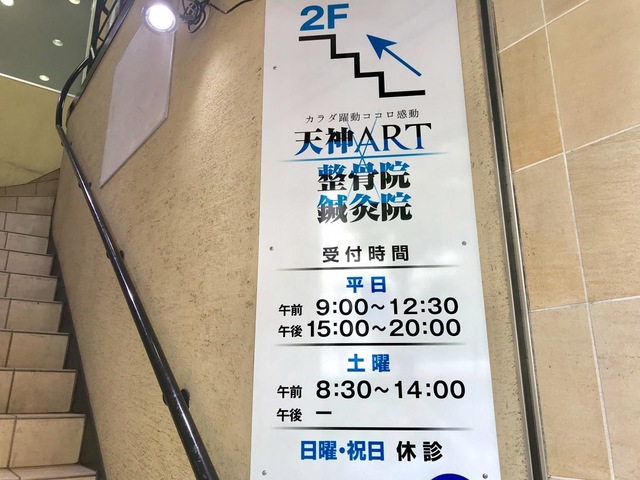 2F
カラダ躍動ココロ感動
天神ART
整骨院
鍼灸院
受付時間
平日
午前 9:00～12:30
午後 15:00～20:00
土曜
午前 8:30～14:00
午後 ー
日曜・祝日 休診